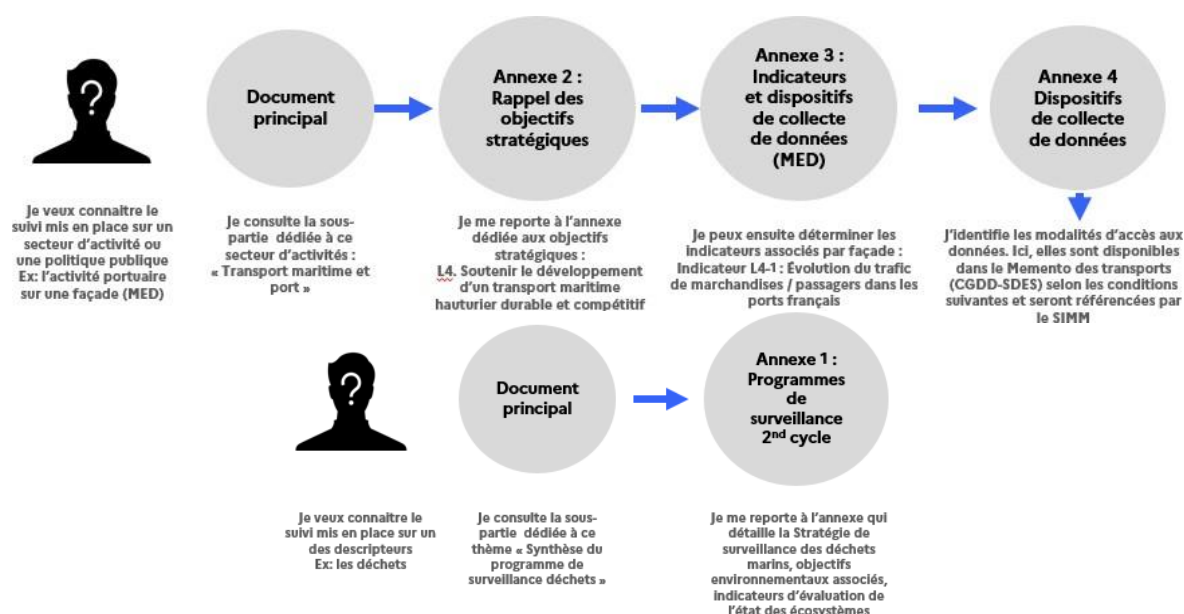 ?
Je veux connaitre le
suivi mis en place sur un
secteur d'activité ou
une politique publique
Ex: l'activité portuaire
sur une façade (MED)
Document
principal
Je consulte la sous-
partie dédiée à ce
secteur d'activités :
« Transport maritime et
port »
Annexe 2 :
Rappel des
objectifs
stratégiques
Je me reporte à l'annexe
dédiée aux objectifs
stratégiques :
L4. Soutenir le développement
d'un transport maritime
hauturier durable et compétitif
Annexe 3 :
Indicateurs
et dispositifs
de collecte
de données
(MED)
Je peux ensuite déterminer les
indicateurs associés par façade :
Indicateur L4-1 : Évolution du trafic
de marchandises / passagers dans les
ports français
Annexe 4
Dispositifs
de collecte
de données
J'identifie les modalités d'accès aux
données. Ici, elles sont disponibles
dans le Memento des transports
(CGDD-SDES) selon les conditions
suivantes et seront référencées par
le SIMM
?
Je veux connaitre le
suivi mis en place sur un
des descripteurs
Ex: les déchets
Document
principal
Je consulte la sous-
partie dédiée à ce
thème « Synthèse du
programme de
surveillance déchets »
Annexe 1 :
Programmes
de
surveillance
2nd cycle
Je me reporte à l'annexe qui
détaille la Stratégie de
surveillance des déchets
marins, objectifs
environnementaux associés,
indicateurs d'évaluation de
l'état des écosystèmes